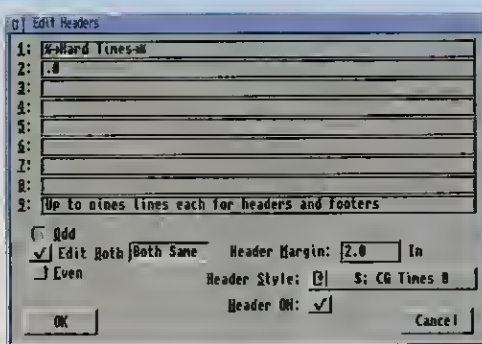 Edit Headers
1: %→Hard Times→%
2: .0
3:
4:
5:
6:
7:
8:
9: Up to nines lines each for headers and footers
Odd
Edit Both Both Same Header Margin: 2.0 In
Even
Header Style: S; CG Times 8
Header ON:
OK Cancel